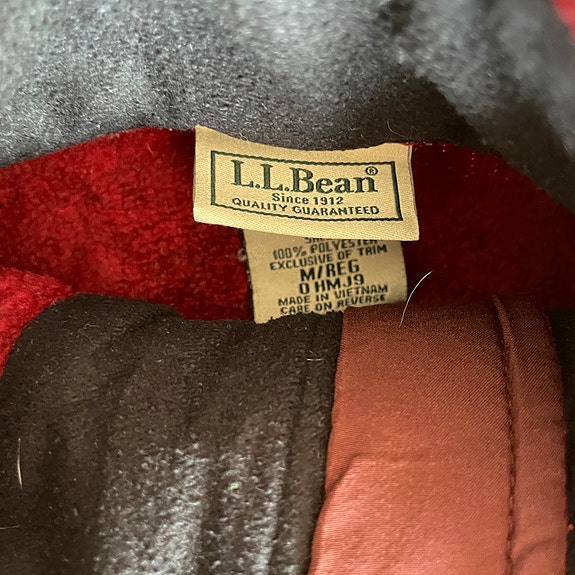 L.L.Bean®
Since 1912
QUALITY GUARANTEED
100% POLYESTER
EXCLUSIVE OF TRIM
M/REG
0 HMJ9
MADE IN VIETNAM
CARE ON REVERSE